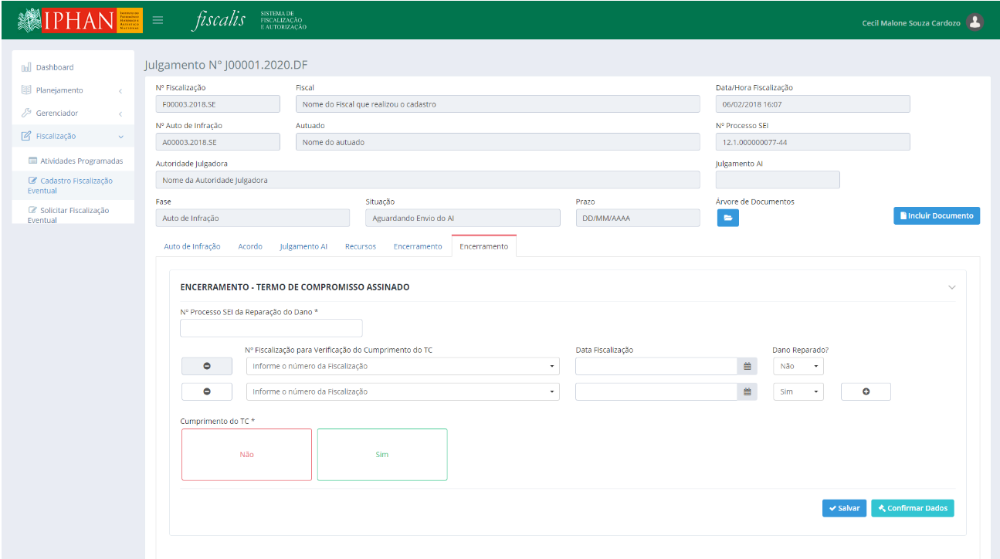 IPHAN
INSTITUTO DO
PATRIMÔNIO
HISTÓRICO E
ARTÍSTICO
NACIONAL
fiscalis
SISTEMA DE
FISCALIZAÇÃO
E AUTORIZAÇÃO
Cecil Malone Souza Cardozo
Dashboard
Planejamento
Gerenciador
Fiscalização
Atividades Programadas
Cadastro Fiscalização
Eventual
Solicitar Fiscalização
Eventual
Julgamento Nº J00001.2020.DF
Nº Fiscalização
Fiscal
Data/Hora Fiscalização
F00003.2018.SE
Nome do Fiscal que realizou o cadastro
06/02/2018 16:07
Nº Auto de Infração
Autuado
Nº Processo SEI
A00003.2018.SE
Nome do autuado
12.1.000000077-44
Autoridade Julgadora
Julgamento AI
Nome da Autoridade Julgadora
Fase
Situação
Prazo
Árvore de Documentos
Auto de Infração
Aguardando Envio do AI
DD/MM/AAAA
Incluir Documento
Auto de Infração
Acordo
Julgamento AI
Recursos
Encerramento
Encerramento
ENCERRAMENTO - TERMO DE COMPROMISSO ASSINADO
Nº Processo SEI da Reparação do Dano *
Nº Fiscalização para Verificação do Cumprimento do TC
Data Fiscalização
Dano Reparado?
Informe o número da Fiscalização
Não
Informe o número da Fiscalização
Sim
Cumprimento do TC *
Não
Sim
Salvar
Confirmar Dados